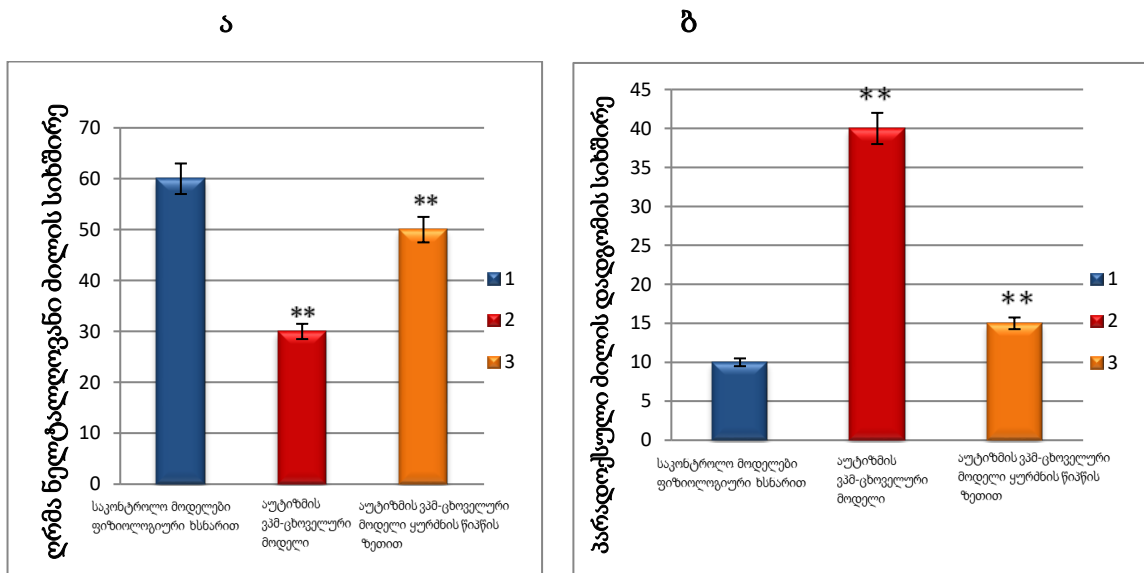 ა
ღრმა ნელტალღოვანი ძილის სიხშირე
70
60
50
40
30
20
10
0
**
**
1
2
3
საკონტროლო მოდელები
ფიზიოლოგიური ხსნარით
აუტიზმის
ვპმ-ცხოველური
მოდელი
აუტიზმის ვპმ-ცხოველური
მოდელი ყურძნის წიპწის
ზეთით
ბ
პარადოქსული ძილის დადგომის სიხშირე
45
40
35
30
25
20
15
10
5
0
**
**
1
2
3
საკონტროლო მოდელები
ფიზიოლოგიური ხსნარით
აუტიზმის
ვპმ-ცხოველური
მოდელი
აუტიზმის ვპმ-ცხოველური
მოდელი ყურძნის წიპწის
ზეთით